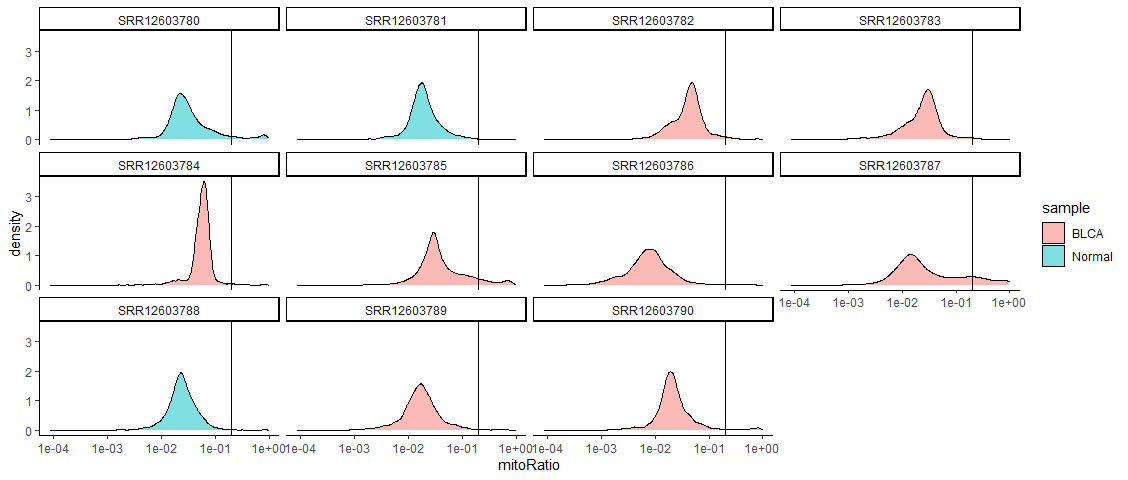 SRR12603780 SRR12603781 SRR12603782 SRR12603783
3
2
1
0
SRR12603784 SRR12603785 SRR12603786 SRR12603787
3
2
1
0
1e-04 1e-03 1e-02 1e-01 1e+00
SRR12603788 SRR12603789 SRR12603790
3
2
1
0
1e-04 1e-03 1e-02 1e-01 1e+00 1e-04 1e-03 1e-02 1e-01 1e+00 1e-04 1e-03 1e-02 1e-01 1e+00
mitoRatio
density
sample
BLCA
Normal